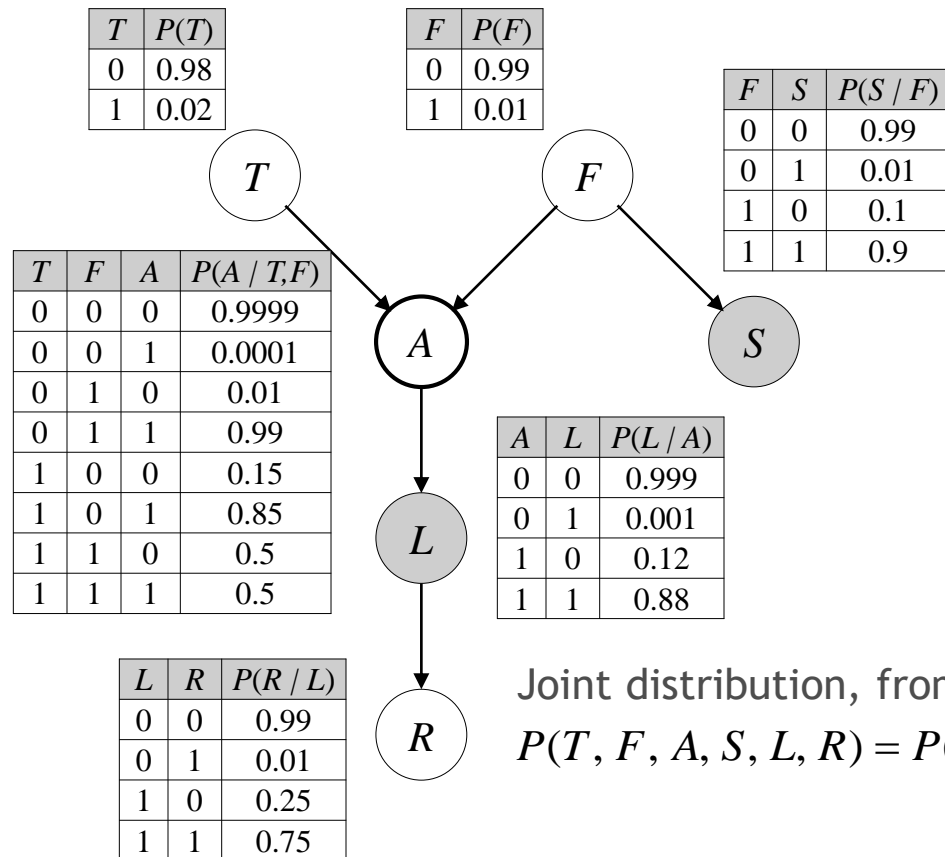 T P(T)
0 0.98
1 0.02
F P(F)
0 0.99
1 0.01
F S P(S / F)
0 0 0.99
0 1 0.01
1 0 0.1
1 1 0.9
T
F
T F A P(A / T,F)
0 0 0 0.9999
0 0 1 0.0001
0 1 0 0.01
0 1 1 0.99
1 0 0 0.15
1 0 1 0.85
1 1 0 0.5
1 1 1 0.5
A
S
A L P(L / A)
0 0 0.999
0 1 0.001
1 0 0.12
1 1 0.88
L
L R P(R / L)
0 0 0.99
0 1 0.01
1 0 0.25
1 1 0.75
R
Joint distribution, from
P(T, F, A, S, L, R) = P(